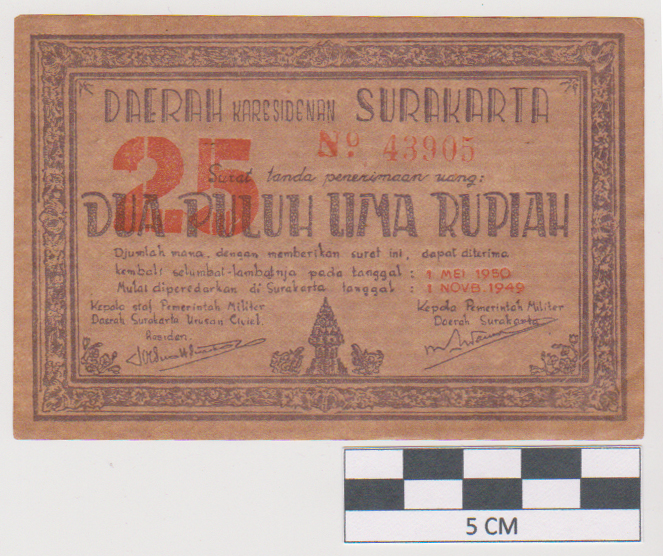 DAERAH KARESIDENAN SURAKARTA
25
No. 43905
Surat tanda penerimaan uang:
DUA PULUH LIMA RUPIAH
Djumlah mana, dengan memberikan surat ini, dapat diterima
kembali selambat-lambatnja pada tanggal : 1 MEI 1950
Mulai diperedarkan di Surakarta tanggal : 1 NOVB. 1949
Kepala staf Pemerintah Militer
Daerah Surakarta Urusan Civiel.
Residen.
Kepala Pemerintah Militer
Daerah Surakarta
5 CM